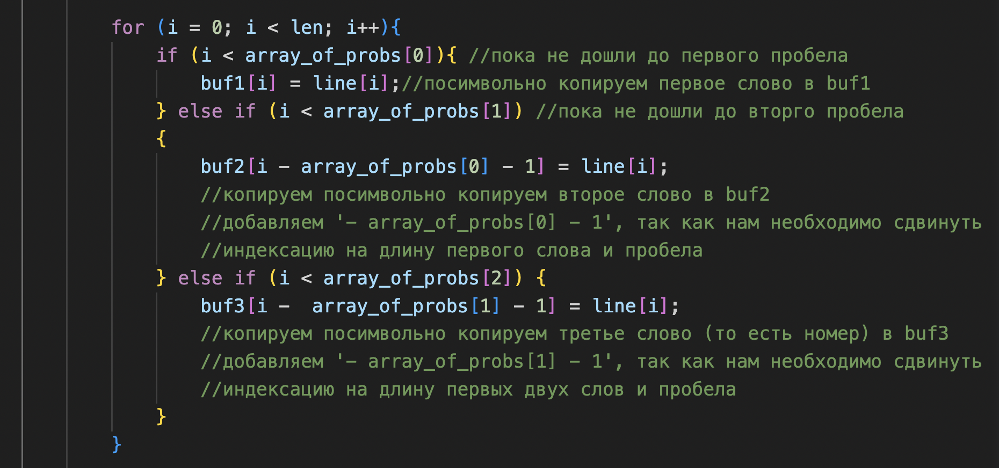 for (i = 0; i < len; i++){
if (i < array_of_probs[0]){ //пока не дошли до первого пробела
buf1[i] = line[i];//посимвольно копируем первое слово в buf1
} else if (i < array_of_probs[1]) //пока не дошли до вторго пробела
{
buf2[i - array_of_probs[0] - 1] = line[i];
//копируем посимвольно копируем второе слово в buf2
//добавляем '- array_of_probs[0] - 1', так как нам необходимо сдвинуть
//индексацию на длину первого слова и пробела
} else if (i < array_of_probs[2]) {
buf3[i -  array_of_probs[1] - 1] = line[i];
//копируем посимвольно копируем третье слово (то есть номер) в buf3
//добавляем '- array_of_probs[1] - 1', так как нам необходимо сдвинуть
//индексацию на длину первых двух слов и пробела
}
}